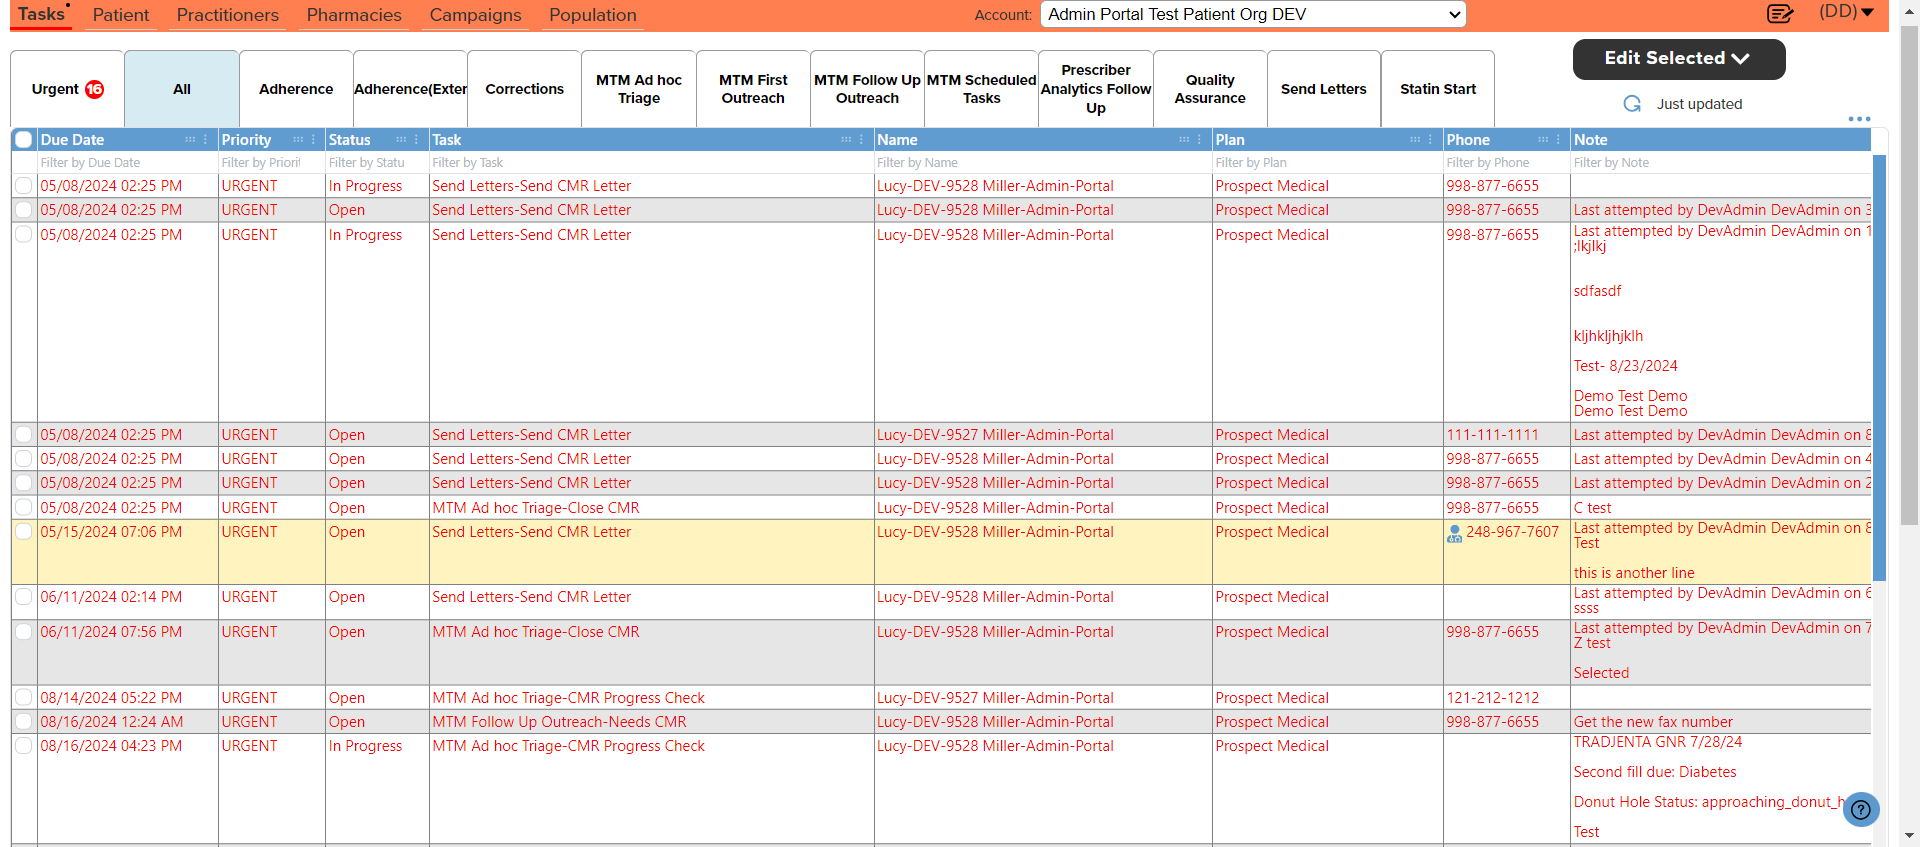 Tasks Patient Practitioners Pharmacies Campaigns Population Account: Admin Portal Test Patient Org DEV (DD)
Edit Selected
Just updated
Urgent 16 All Adherence Adherence(Exter Corrections MTM Ad hoc Triage MTM First Outreach MTM Follow Up Outreach MTM Scheduled Tasks Prescriber Analytics Follow Up Quality Assurance Send Letters Statin Start
Due Date Priority Status Task Name Plan Phone Note
Filter by Due Date Filter by Priorit Filter by Statu Filter by Task Filter by Name Filter by Plan Filter by Phone Filter by Note
05/08/2024 02:25 PM URGENT In Progress Send Letters-Send CMR Letter Lucy-DEV-9528 Miller-Admin-Portal Prospect Medical 998-877-6655
05/08/2024 02:25 PM URGENT Open Send Letters-Send CMR Letter Lucy-DEV-9528 Miller-Admin-Portal Prospect Medical 998-877-6655 Last attempted by DevAdmin DevAdmin on 3
05/08/2024 02:25 PM URGENT In Progress Send Letters-Send CMR Letter Lucy-DEV-9528 Miller-Admin-Portal Prospect Medical 998-877-6655 Last attempted by DevAdmin DevAdmin on 1
;lkjlkj
sdfasdf
kljhkljhjklh
Test- 8/23/2024
Demo Test Demo
Demo Test Demo
05/08/2024 02:25 PM URGENT Open Send Letters-Send CMR Letter Lucy-DEV-9527 Miller-Admin-Portal Prospect Medical 111-111-1111 Last attempted by DevAdmin DevAdmin on 8
05/08/2024 02:25 PM URGENT Open Send Letters-Send CMR Letter Lucy-DEV-9528 Miller-Admin-Portal Prospect Medical 998-877-6655 Last attempted by DevAdmin DevAdmin on 4
05/08/2024 02:25 PM URGENT Open Send Letters-Send CMR Letter Lucy-DEV-9528 Miller-Admin-Portal Prospect Medical 998-877-6655 Last attempted by DevAdmin DevAdmin on 2
05/08/2024 02:25 PM URGENT Open MTM Ad hoc Triage-Close CMR Lucy-DEV-9528 Miller-Admin-Portal Prospect Medical 998-877-6655 C test
05/15/2024 07:06 PM URGENT Open Send Letters-Send CMR Letter Lucy-DEV-9528 Miller-Admin-Portal Prospect Medical 248-967-7607 Last attempted by DevAdmin DevAdmin on 8
Test
this is another line
06/11/2024 02:14 PM URGENT Open Send Letters-Send CMR Letter Lucy-DEV-9528 Miller-Admin-Portal Prospect Medical Last attempted by DevAdmin DevAdmin on 6
ssss
06/11/2024 07:56 PM URGENT Open MTM Ad hoc Triage-Close CMR Lucy-DEV-9528 Miller-Admin-Portal Prospect Medical 998-877-6655 Last attempted by DevAdmin DevAdmin on 7
Z test
Selected
08/14/2024 05:22 PM URGENT Open MTM Ad hoc Triage-CMR Progress Check Lucy-DEV-9527 Miller-Admin-Portal Prospect Medical 121-212-1212
08/16/2024 12:24 AM URGENT Open MTM Follow Up Outreach-Needs CMR Lucy-DEV-9528 Miller-Admin-Portal Prospect Medical 998-877-6655 Get the new fax number
08/16/2024 04:23 PM URGENT In Progress MTM Ad hoc Triage-CMR Progress Check Lucy-DEV-9528 Miller-Admin-Portal Prospect Medical TRADJENTA GNR 7/28/24
Second fill due: Diabetes
Donut Hole Status: approaching_donut_h
Test